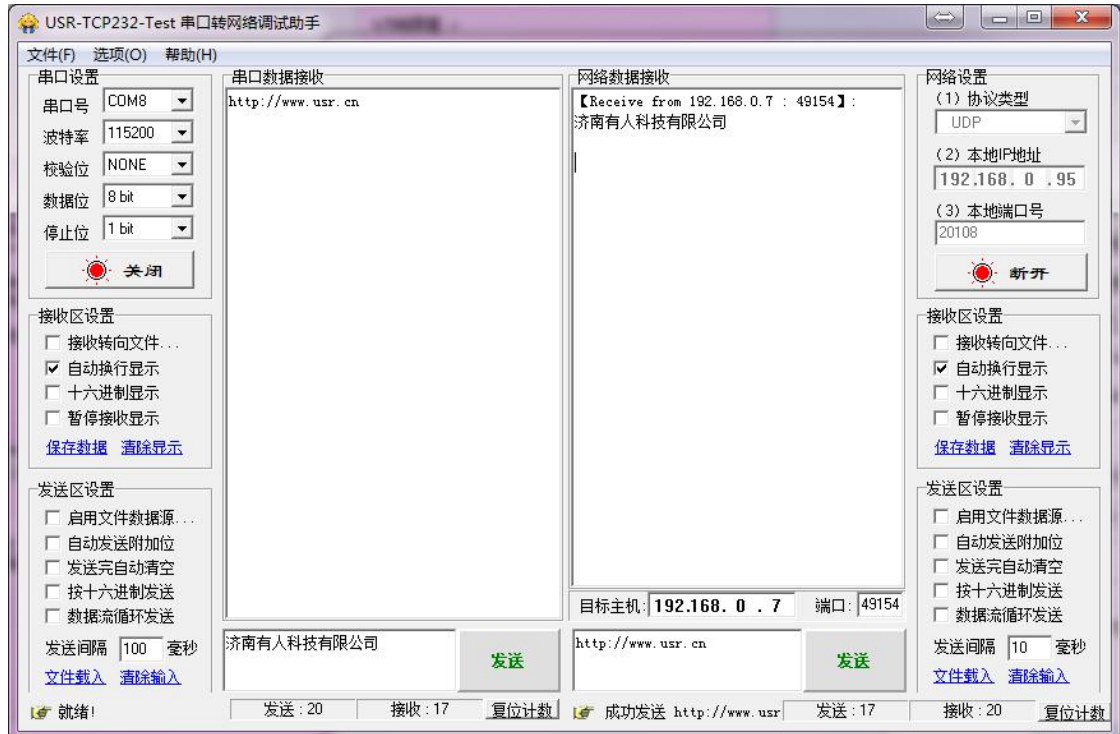 USR-TCP232-Test 串口转网络调试助手
文件(F) 选项(O) 帮助(H)
串口设置
串口号 COM8
波特率 115200
校验位 NONE
数据位 8 bit
停止位 1 bit
关闭
接收区设置
接收转向文件...
自动换行显示
十六进制显示
暂停接收显示
保存数据 清除显示
发送区设置
启用文件数据源...
自动发送附加位
发送完自动清空
按十六进制发送
数据流循环发送
发送间隔 100 毫秒
文件载入 清除输入
串口数据接收
http://www.usr.cn
济南有人科技有限公司
发送
网络数据接收
【Receive from 192.168.0.7 : 49154】:
济南有人科技有限公司
目标主机: 192.168. 0 . 7 端口: 49154
http://www.usr.cn
发送
网络设置
(1) 协议类型
UDP
(2) 本地IP地址
192.168. 0 .95
(3) 本地端口号
20108
断开
接收区设置
接收转向文件...
自动换行显示
十六进制显示
暂停接收显示
保存数据 清除显示
发送区设置
启用文件数据源...
自动发送附加位
发送完自动清空
按十六进制发送
数据流循环发送
发送间隔 10 毫秒
文件载入 清除输入
就绪! 发送:20 接收:17 复位计数 成功发送 http://www.usr 发送:17 接收:20 复位计数